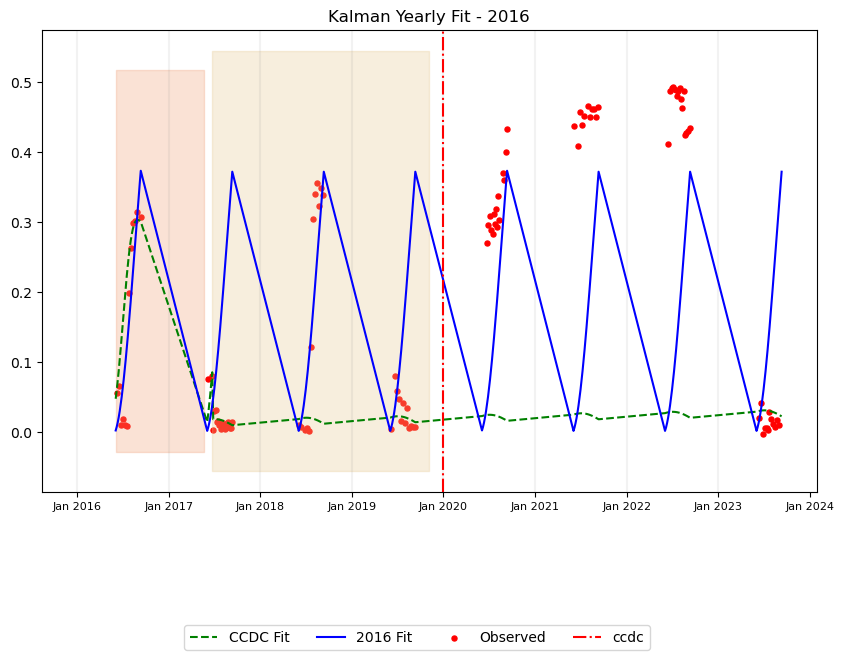 Kalman Yearly Fit - 2016
0.5
0.4
0.3
0.2
0.1
0.0
Jan 2016 Jan 2017 Jan 2018 Jan 2019 Jan 2020 Jan 2021 Jan 2022 Jan 2023 Jan 2024
CCDC Fit 2016 Fit Observed ccdc